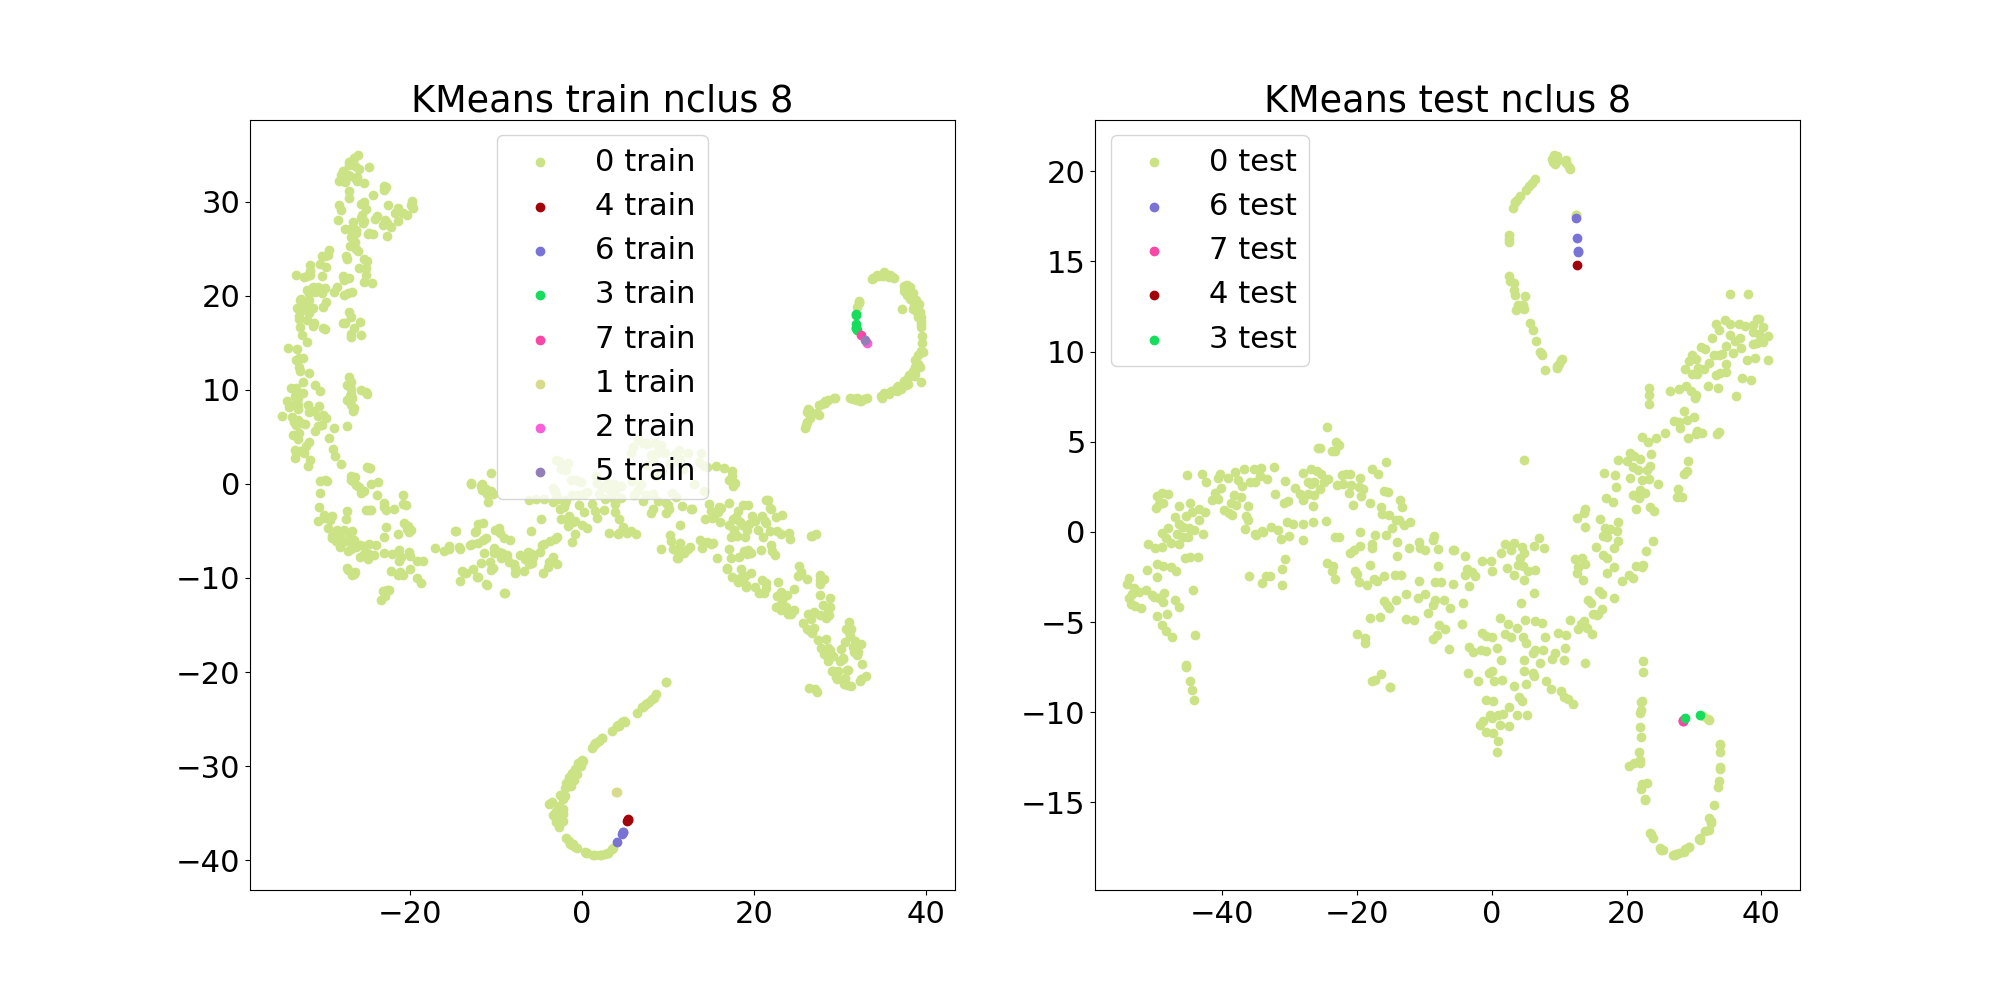 KMeans train nclus 8
30
20
10
0
−10
−20
−30
−40
−20
0
20
40
0 train
4 train
6 train
3 train
7 train
1 train
2 train
5 train
KMeans test nclus 8
20
15
10
5
0
−5
−10
−15
−40
−20
0
20
40
0 test
6 test
7 test
4 test
3 test